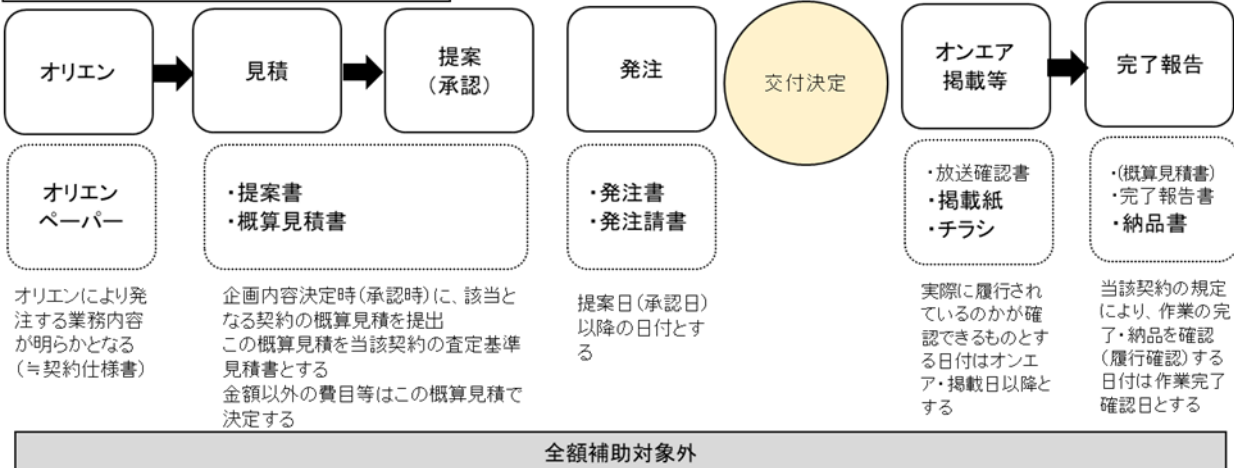 オリエン
見積
提案
(承認)
発注
交付決定
オンエア
掲載等
完了報告
オリエン
ペーパー
・提案書
・概算見積書
・発注書
・発注請書
・放送確認書
・掲載紙
・チラシ
・(概算見積書)
・完了報告書
・納品書
オリエンにより発
注する業務内容
が明らかとなる
(≒契約仕様書)
企画内容決定時(承認時)に、該当と
なる契約の概算見積を提出
この概算見積を当該契約の査定基準
見積書とする
金額以外の費目等はこの概算見積で
決定する
提案日(承認日)
以降の日付とす
る
実際に履行され
ているのかが確
認できるものとす
る日付はオンエ
ア・掲載日以降と
する
当該契約の規定
により、作業の完
了・納品を確認
(履行確認)する
日付は作業完了
確認日とする
全額補助対象外